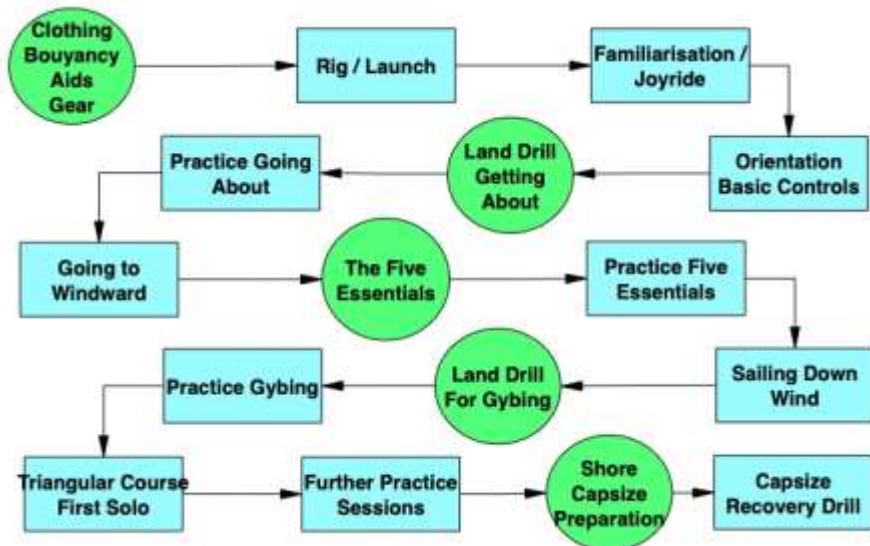 Clothing
Bouyancy
Aids
Gear
Rig / Launch
Familiarisation /
Joyride
Orientation
Basic Controls
Land Drill
Getting
About
Practice Going
About
Going to
Windward
The Five
Essentials
Practice Five
Essentials
Sailing Down
Wind
Land Drill
For Gybing
Practice Gybing
Triangular Course
First Solo
Further Practice
Sessions
Shore
Capsize
Preparation
Capsize
Recovery Drill